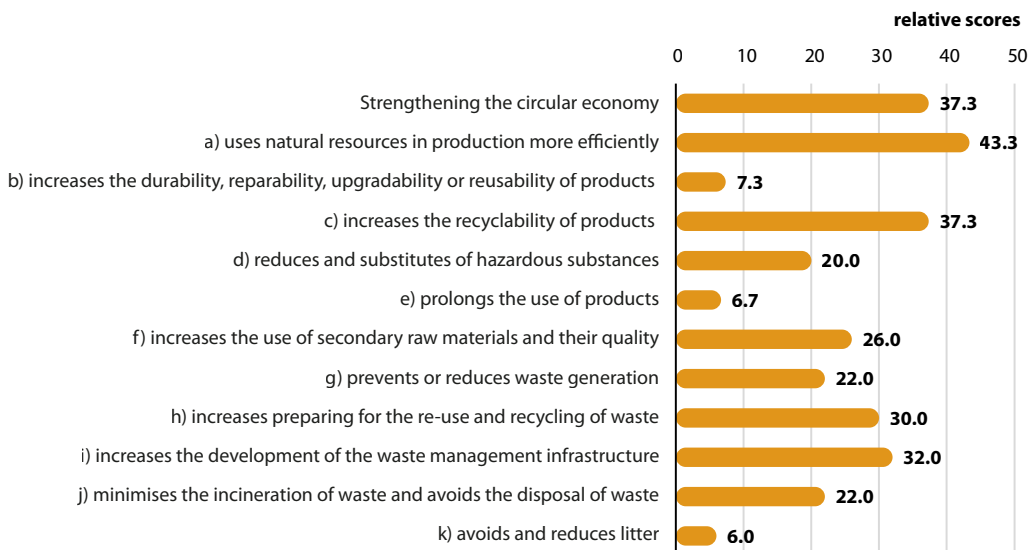 relative scores
0 10 20 30 40 50
Strengthening the circular economy 37.3
a) uses natural resources in production more efficiently 43.3
b) increases the durability, reparability, upgradability or reusability of products 7.3
c) increases the recyclability of products 37.3
d) reduces and substitutes of hazardous substances 20.0
e) prolongs the use of products 6.7
f) increases the use of secondary raw materials and their quality 26.0
g) prevents or reduces waste generation 22.0
h) increases preparing for the re-use and recycling of waste 30.0
i) increases the development of the waste management infrastructure 32.0
j) minimises the incineration of waste and avoids the disposal of waste 22.0
k) avoids and reduces litter 6.0